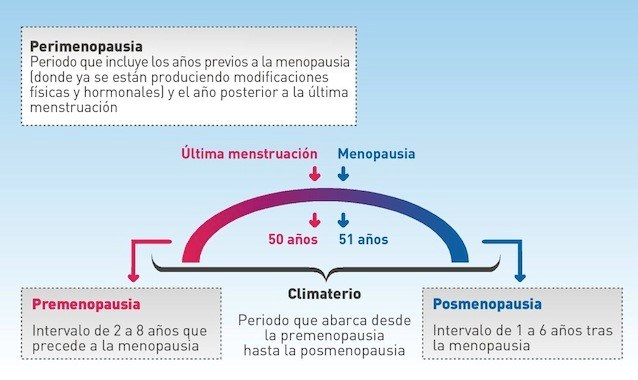 Perimenopausia
Periodo que incluye los años previos a la menopausia
(donde ya se están produciendo modificaciones
físicas y hormonales) y el año posterior a la última
menstruación
Última menstruación
Menopausia
50 años
51 años
Premenopausia
Intervalo de 2 a 8 años que
precede a la menopausia
Climaterio
Periodo que abarca desde
la premenopausia
hasta la posmenopausia
Posmenopausia
Intervalo de 1 a 6 años tras
la menopausia